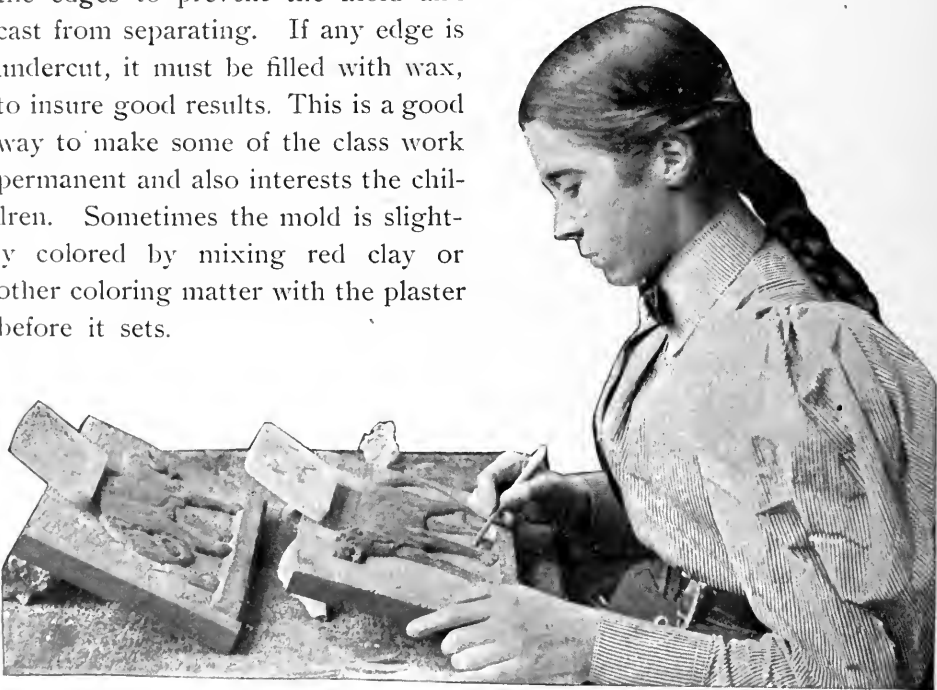 cast from separating. If any edge is
undercut, it must be filled with wax,
to insure good results. This is a good
way to make some of the class work
permanent and also interests the chil-
dren. Sometimes the mold is slight-
ly colored by mixing red clay or
other coloring matter with the plaster
before it sets.